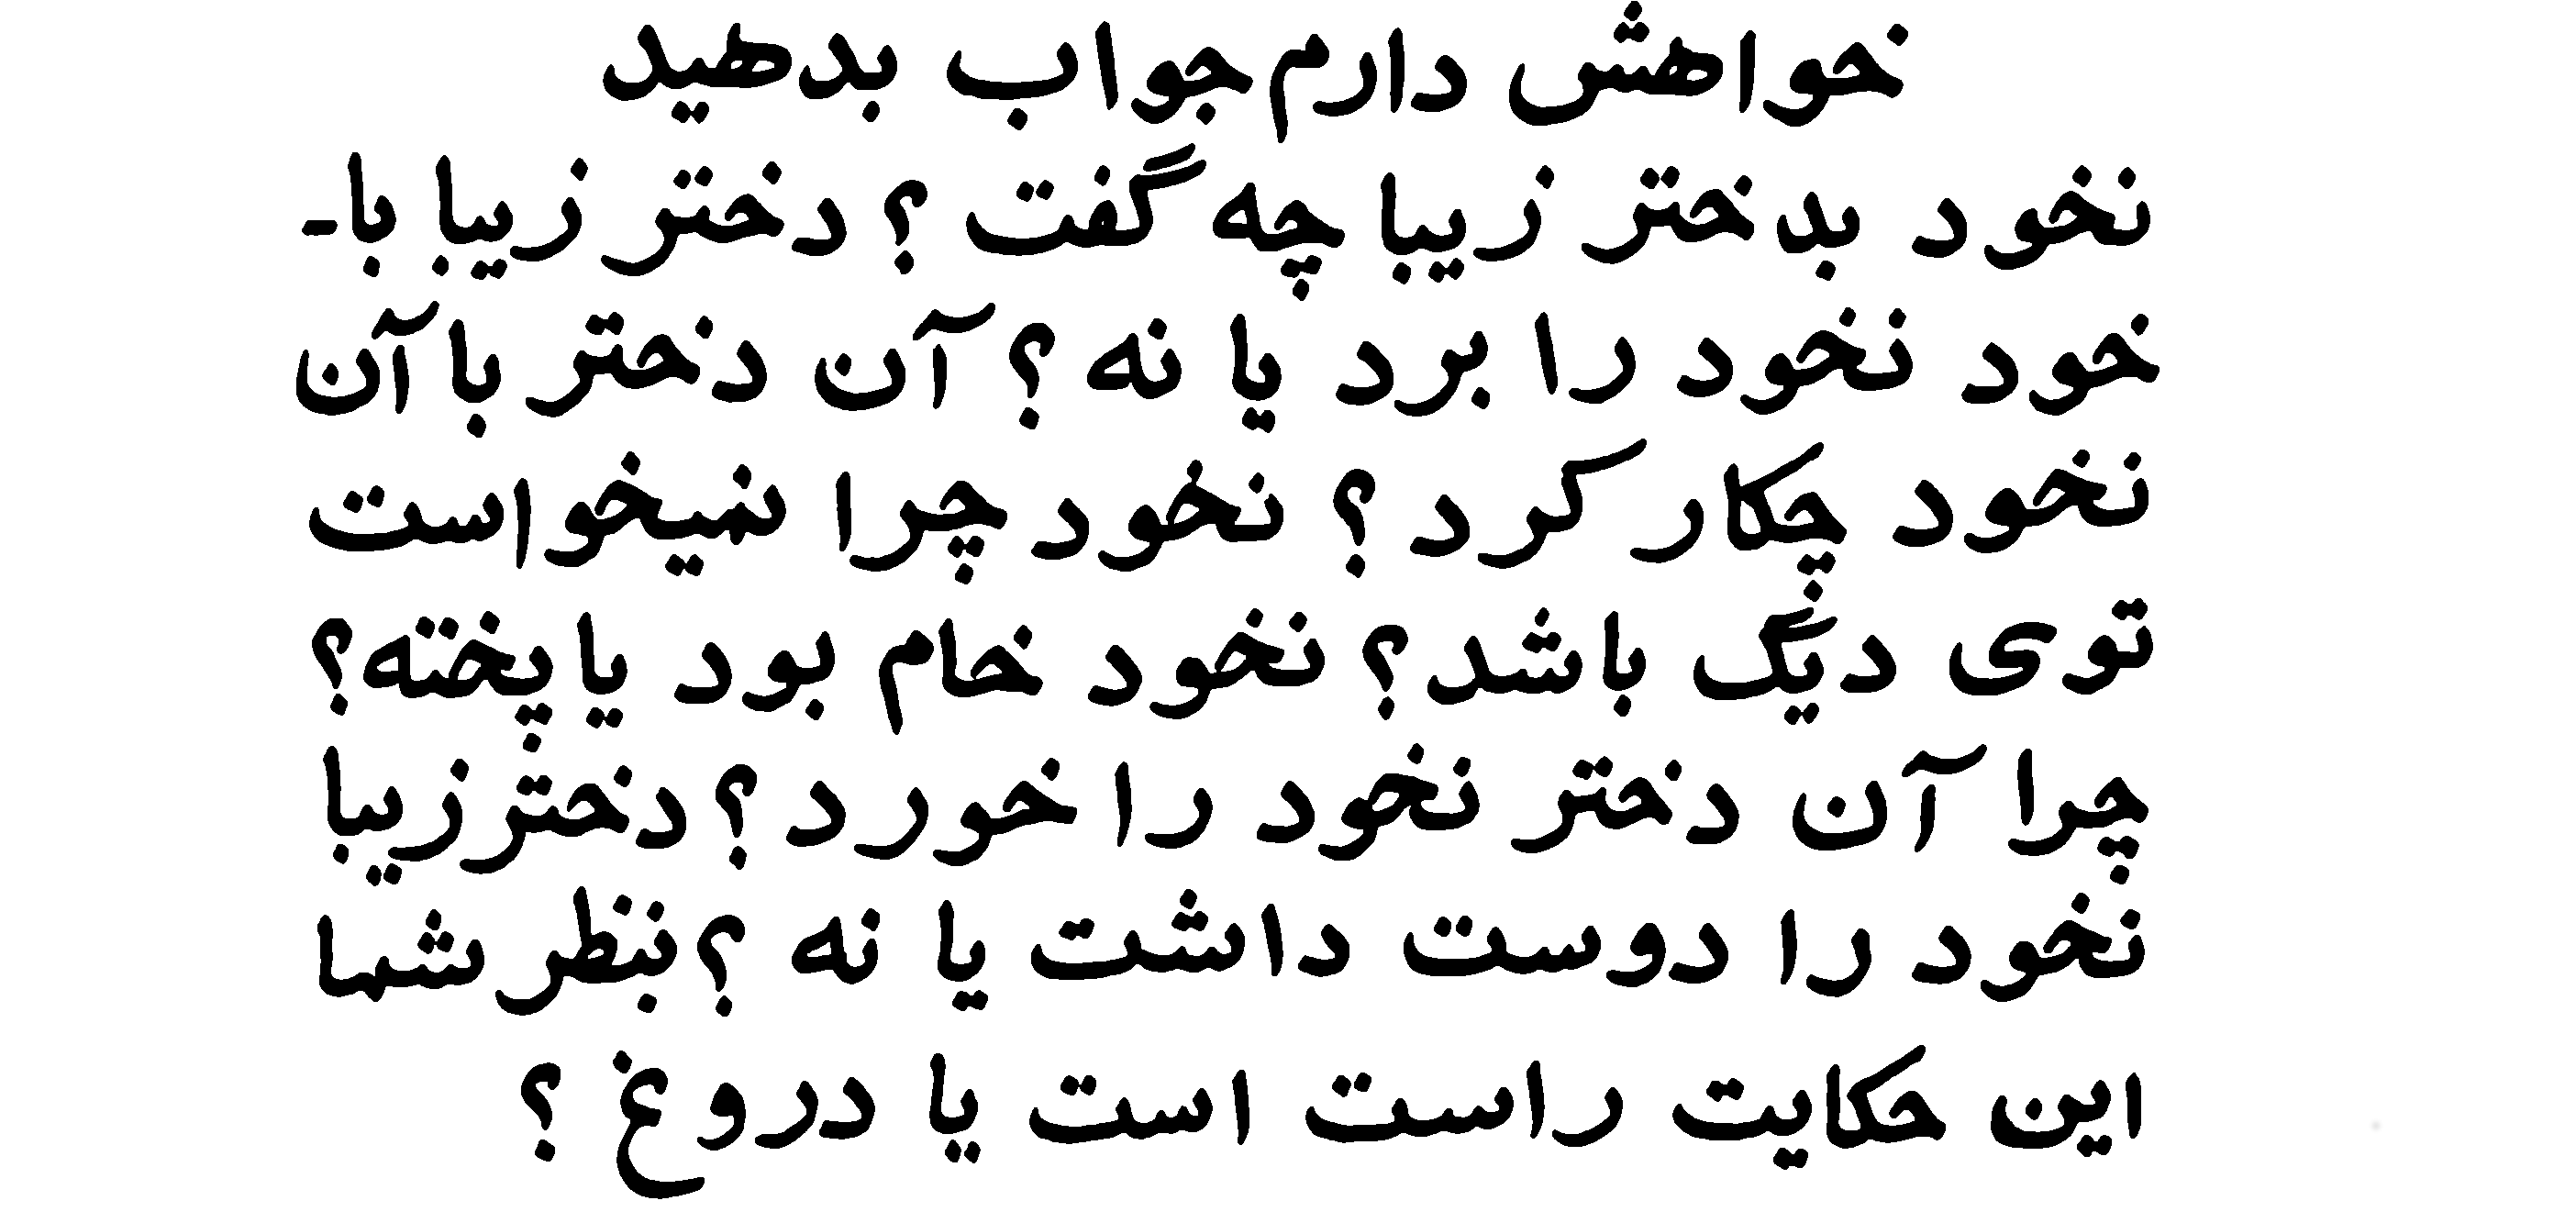 خواهش دارم جواب بدهید
نخود بدختر زیبا چه گفت ؟ دختر زیبا با-
خود نخود را برد یا نه ؟ آن دختر با آن
نخود چکار کرد ؟ نخود چرا نمیخواست
توی دیگ باشد؟ نخود خام بود یا پخته؟
چرا آن دختر نخود را خورد ؟ دختر زیبا
نخود را دوست داشت یا نه ؟ بنظر شما
این حکایت راست است یا دروغ ؟